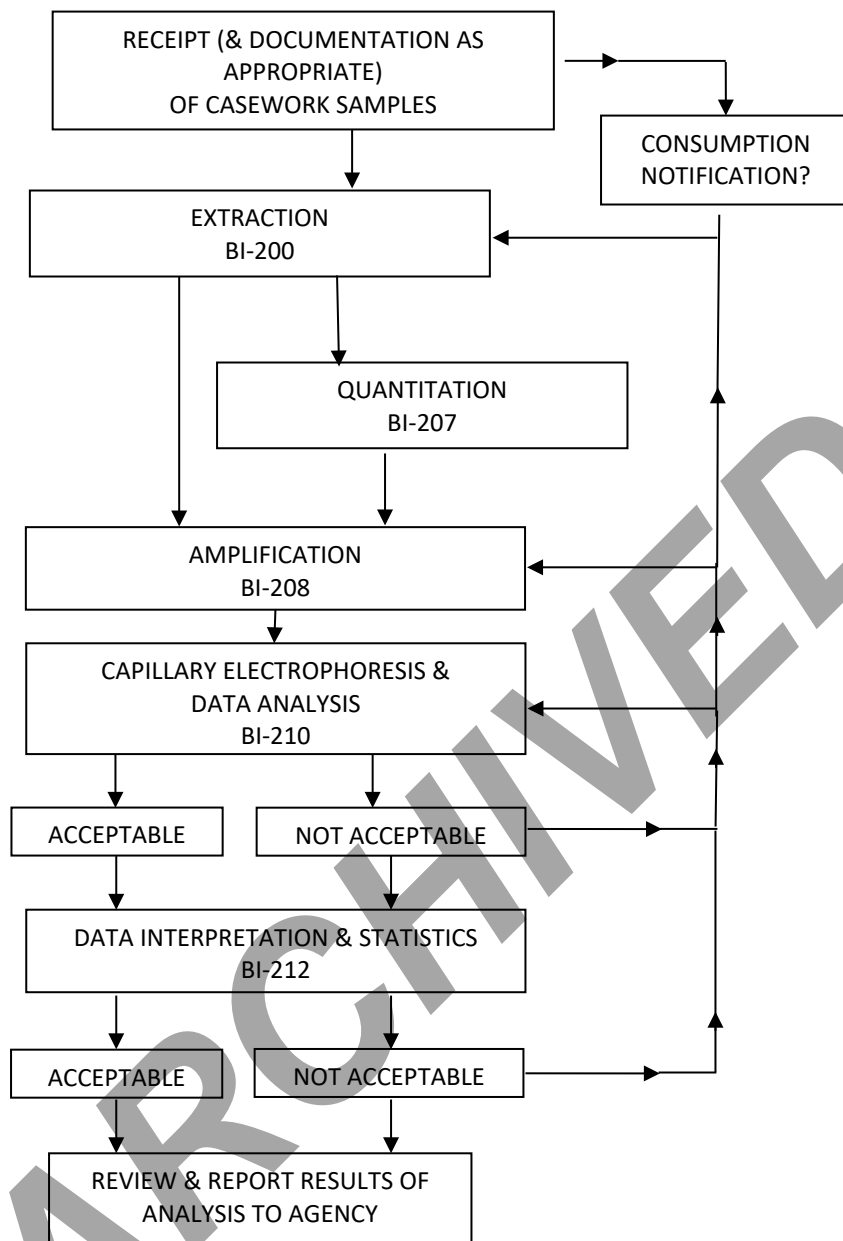 RECEIPT (& DOCUMENTATION AS
APPROPRIATE)
OF CASEWORK SAMPLES
CONSUMPTION
NOTIFICATION?
EXTRACTION
BI-200
QUANTITATION
BI-207
AMPLIFICATION
BI-208
CAPILLARY ELECTROPHORESIS &
DATA ANALYSIS
BI-210
ACCEPTABLE
NOT ACCEPTABLE
DATA INTERPRETATION & STATISTICS
BI-212
ACCEPTABLE
NOT ACCEPTABLE
REVIEW & REPORT RESULTS OF
ANALYSIS TO AGENCY
ARCHIVED